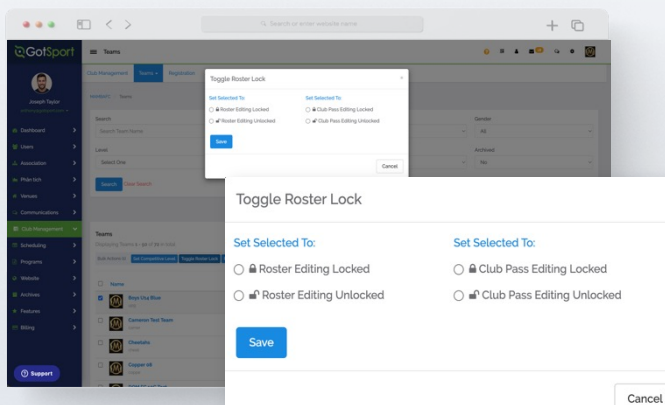 Search or enter website name
GotSport
Teams
Joseph Taylor
Dashboard
Users
Association
Venues
Communications
Club Management
Scheduling
Programs
Website
Archives
Features
Billing
Support
Club Management Teams Registration
Teams
Search
Search Team Name
Level
Select One
Search Clear Search
Gender
All
Archived
No
Toggle Roster Lock
Set Selected To: Set Selected To:
Roster Editing Locked Club Pass Editing Locked
Roster Editing Unlocked Club Pass Editing Unlocked
Save
Cancel
Teams
Set Competitive Level Toggle Roster Lock
Name
Boys U14 Blue
Cameron Test Team
Cheetahs
Copper 08
Toggle Roster Lock
Set Selected To: Set Selected To:
Roster Editing Locked Club Pass Editing Locked
Roster Editing Unlocked Club Pass Editing Unlocked
Save
Cancel